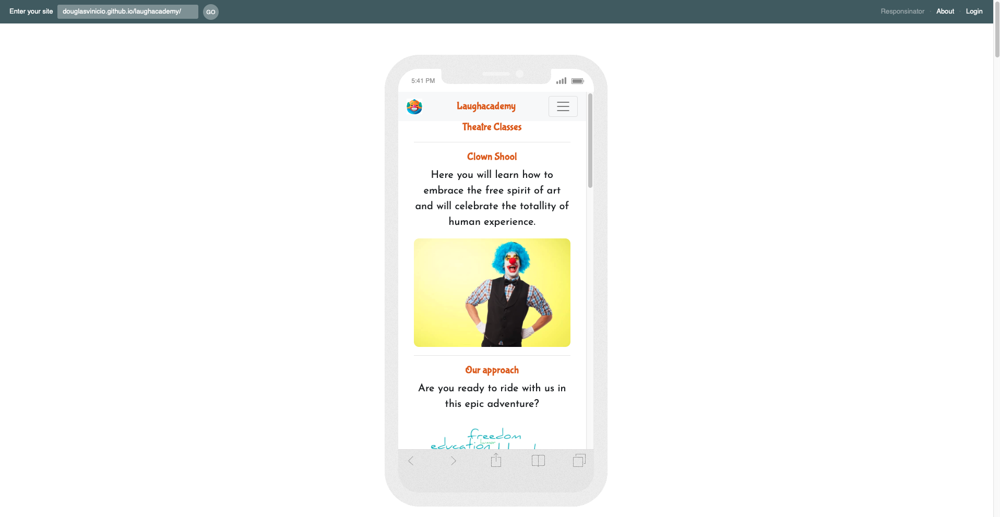 Enter your site douglasvinicio.github.io/laughacademy/ GO Responsinator · About · Login
5:41 PM
Laughacademy
Theatre Classes
Clown Shool
Here you will learn how to
embrace the free spirit of art
and will celebrate the totallity of
human experience.
Our approach
Are you ready to ride with us in
this epic adventure?
freedom
humor
education